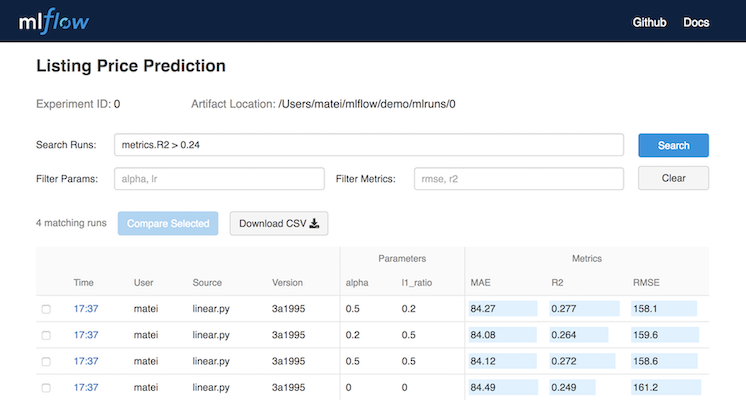 mlflow Github Docs
Listing Price Prediction
Experiment ID: 0 Artifact Location: /Users/matei/mlflow/demo/mlruns/0
Search Runs: metrics.R2 > 0.24 Search
Filter Params: alpha, lr Filter Metrics: rmse, r2 Clear
4 matching runs Compare Selected Download CSV
Parameters Metrics
Time User Source Version alpha l1_ratio MAE R2 RMSE
17:37 matei linear.py 3a1995 0.5 0.2 84.27 0.277 158.1
17:37 matei linear.py 3a1995 0.2 0.5 84.08 0.264 159.6
17:37 matei linear.py 3a1995 0.5 0.5 84.12 0.272 158.6
17:37 matei linear.py 3a1995 0 0 84.49 0.249 161.2